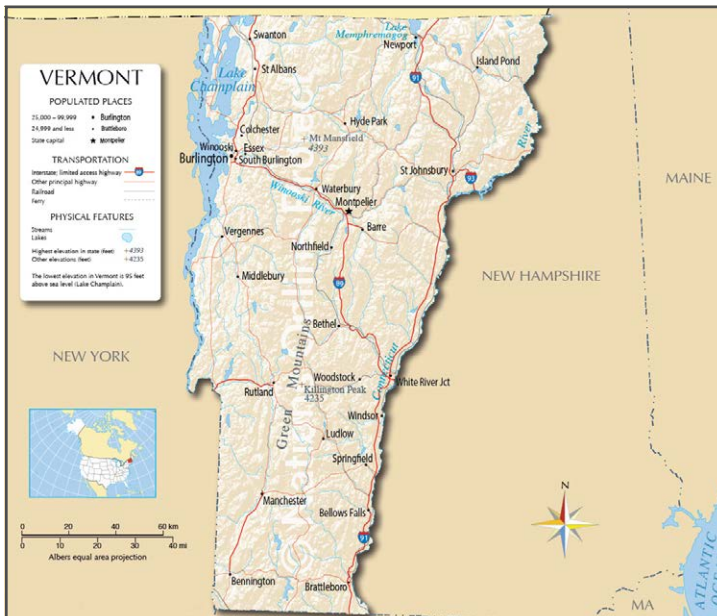 Lake
Memphremagog
Newport
Swanton
Island Pond
91
St Albans
Lake
Champlain
VERMONT
POPULATED PLACES
25,000 – 99,999 Burlington
24,999 and less Brattleboro
State capital Montpelier
TRANSPORTATION
Interstate; limited access highway
Other principal highway
Railroad
Ferry
PHYSICAL FEATURES
Streams
Lakes
Highest elevation in state (feet) +4393
Other elevations (feet) +4235
The lowest elevation in Vermont is 95 feet
above sea level (Lake Champlain).
Hyde Park
Colchester
+ Mt Mansfield
4393
River
Winooski
Essex
Burlington
South Burlington
St Johnsbury
93
MAINE
Waterbury
Winooski River
Montpelier
Barre
Vergennes
Northfield
Middlebury
NEW HAMPSHIRE
Bethel
NEW YORK
Green Mountains
Connecticut
Woodstock
White River Jct
Rutland
+ Killington Peak
4235
Windsor
Ludlow
Springfield
Manchester
Bellows Falls
N
0 20 40 60 km
0 10 20 30 40 mi
Albers equal area projection
91
Bennington
Brattleboro
MA
ATLANTIC